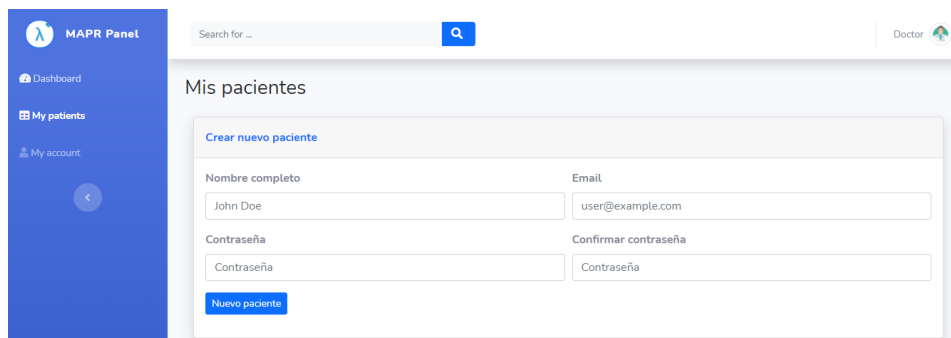 λ MAPR Panel
Search for ...
Doctor
Dashboard
My patients
My account
Mis pacientes
Crear nuevo paciente
Nombre completo
Email
John Doe
user@example.com
Contraseña
Confirmar contraseña
Contraseña
Contraseña
Nuevo paciente